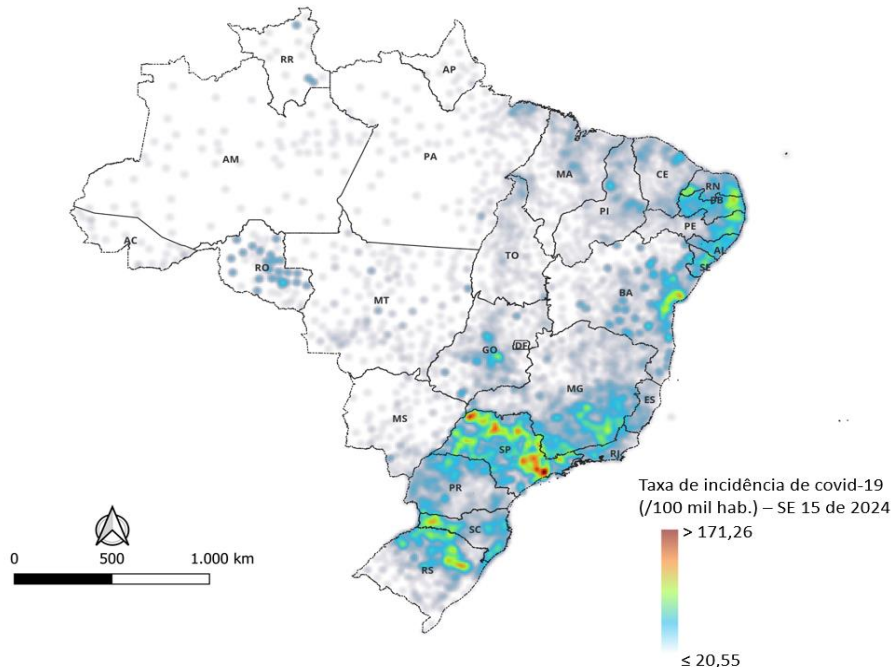 RR
AP
AM
PA
MA
CE
RN
PB
PI
PE
AC
AL
TO
SE
RO
BA
MT
GO
DF
MG
ES
MS
SP
RJ
PR
SC
RS
Taxa de incidência de covid-19
(/100 mil hab.) – SE 15 de 2024
> 171,26
≤ 20,55
0 500 1.000 km